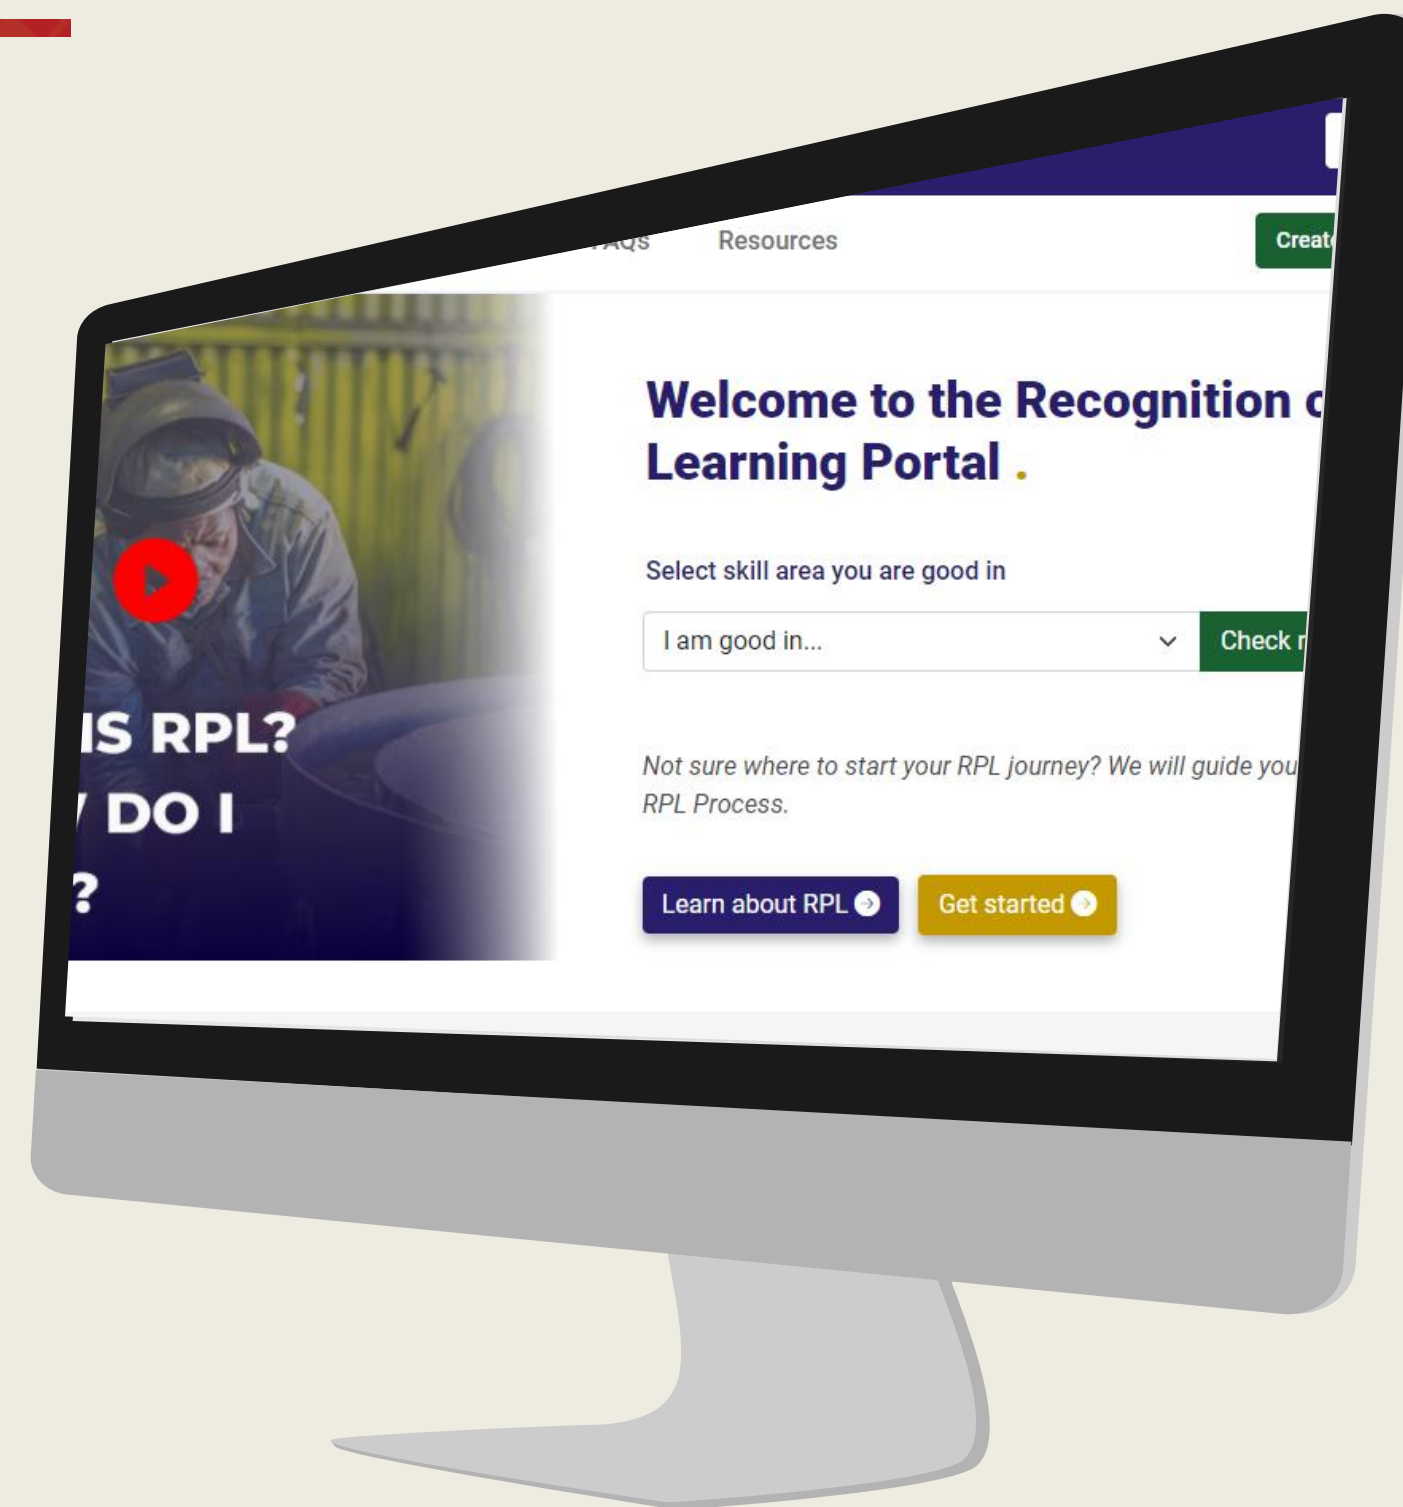 FAQs
Resources
Create
Welcome to the Recognition
Learning Portal .
Select skill area you are good in
I am good in...
Check
IS RPL?
DO I
?
Not sure where to start your RPL journey? We will guide you
RPL Process.
Learn about RPL
Get started